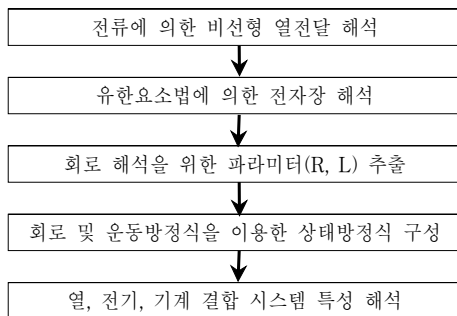 전류에 의한 비선형 열전달 해석
유한요소법에 의한 전자장 해석
회로 해석을 위한 파라미터(R, L) 추출
회로 및 운동방정식을 이용한 상태방정식 구성
열, 전기, 기계 결합 시스템 특성 해석